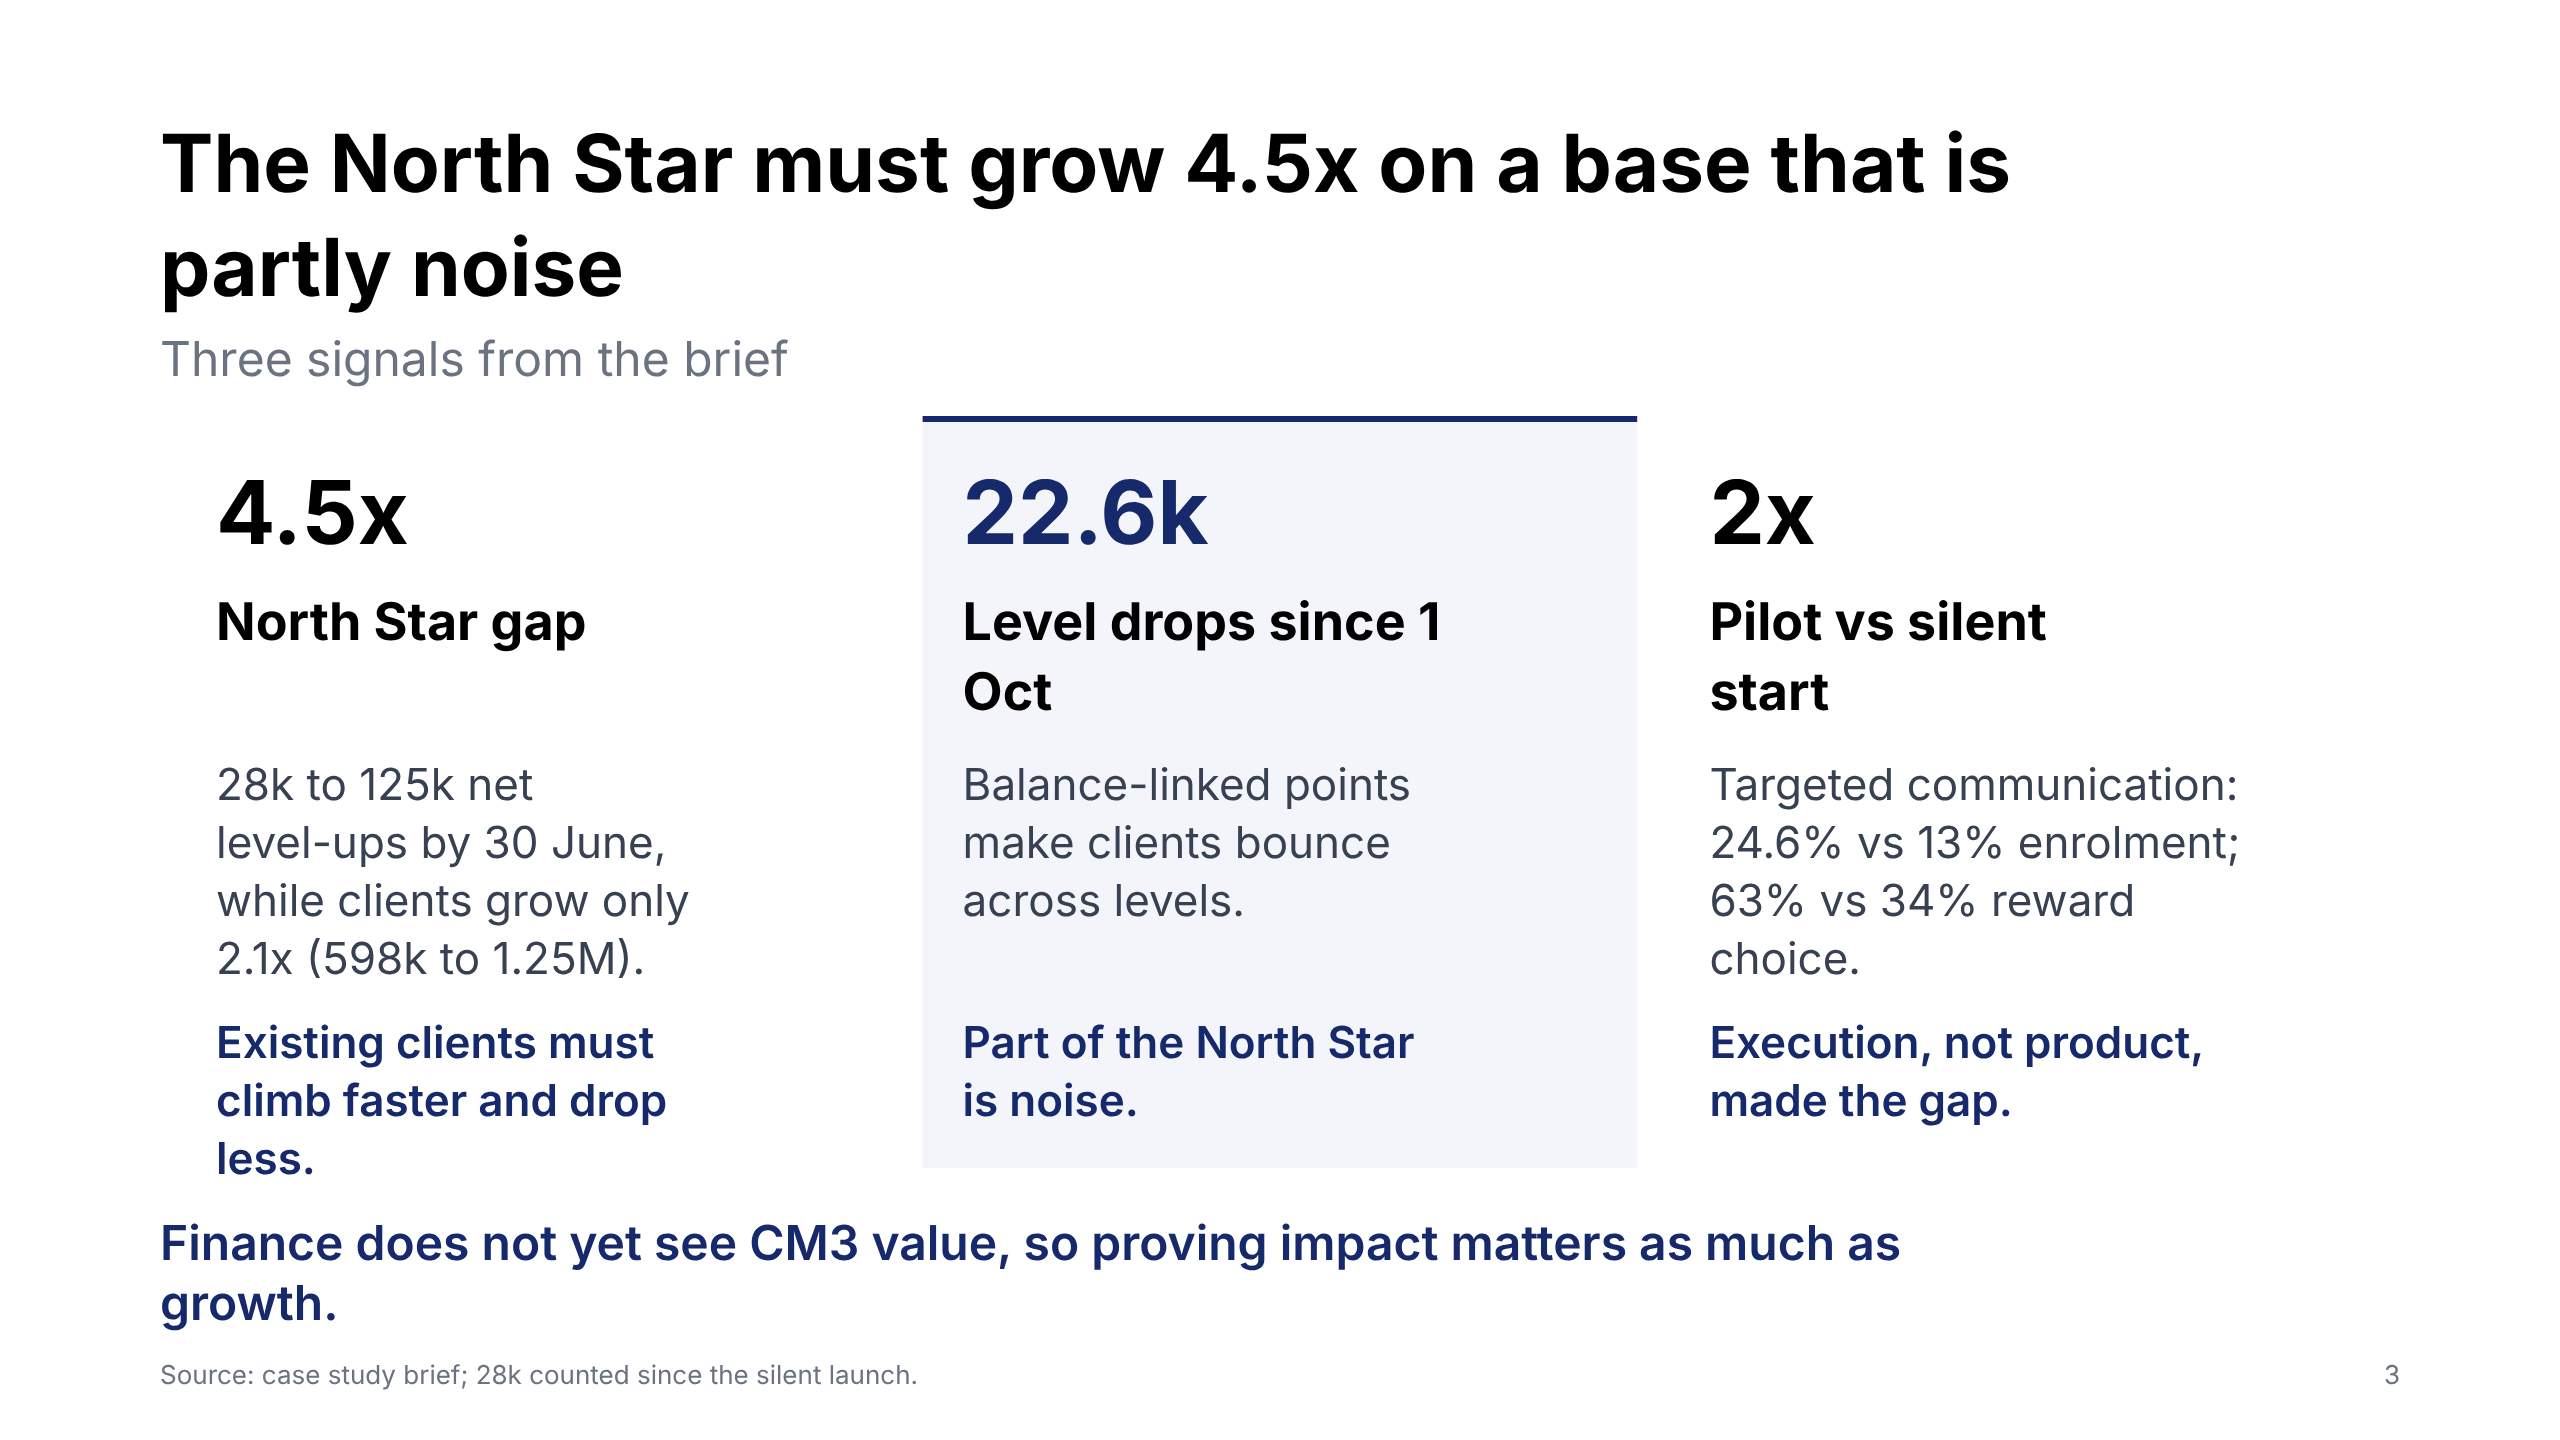 The North Star must grow 4.5x on a base that is
partly noise
Three signals from the brief
4.5x
North Star gap
28k to 125k net
level-ups by 30 June,
while clients grow only
2.1x (598k to 1.25M).
Existing clients must
climb faster and drop
less.
22.6k
Level drops since 1
Oct
Balance-linked points
make clients bounce
across levels.
Part of the North Star
is noise.
2x
Pilot vs silent
start
Targeted communication:
24.6% vs 13% enrolment;
63% vs 34% reward
choice.
Execution, not product,
made the gap.
Finance does not yet see CM3 value, so proving impact matters as much as
growth.
Source: case study brief; 28k counted since the silent launch.
3